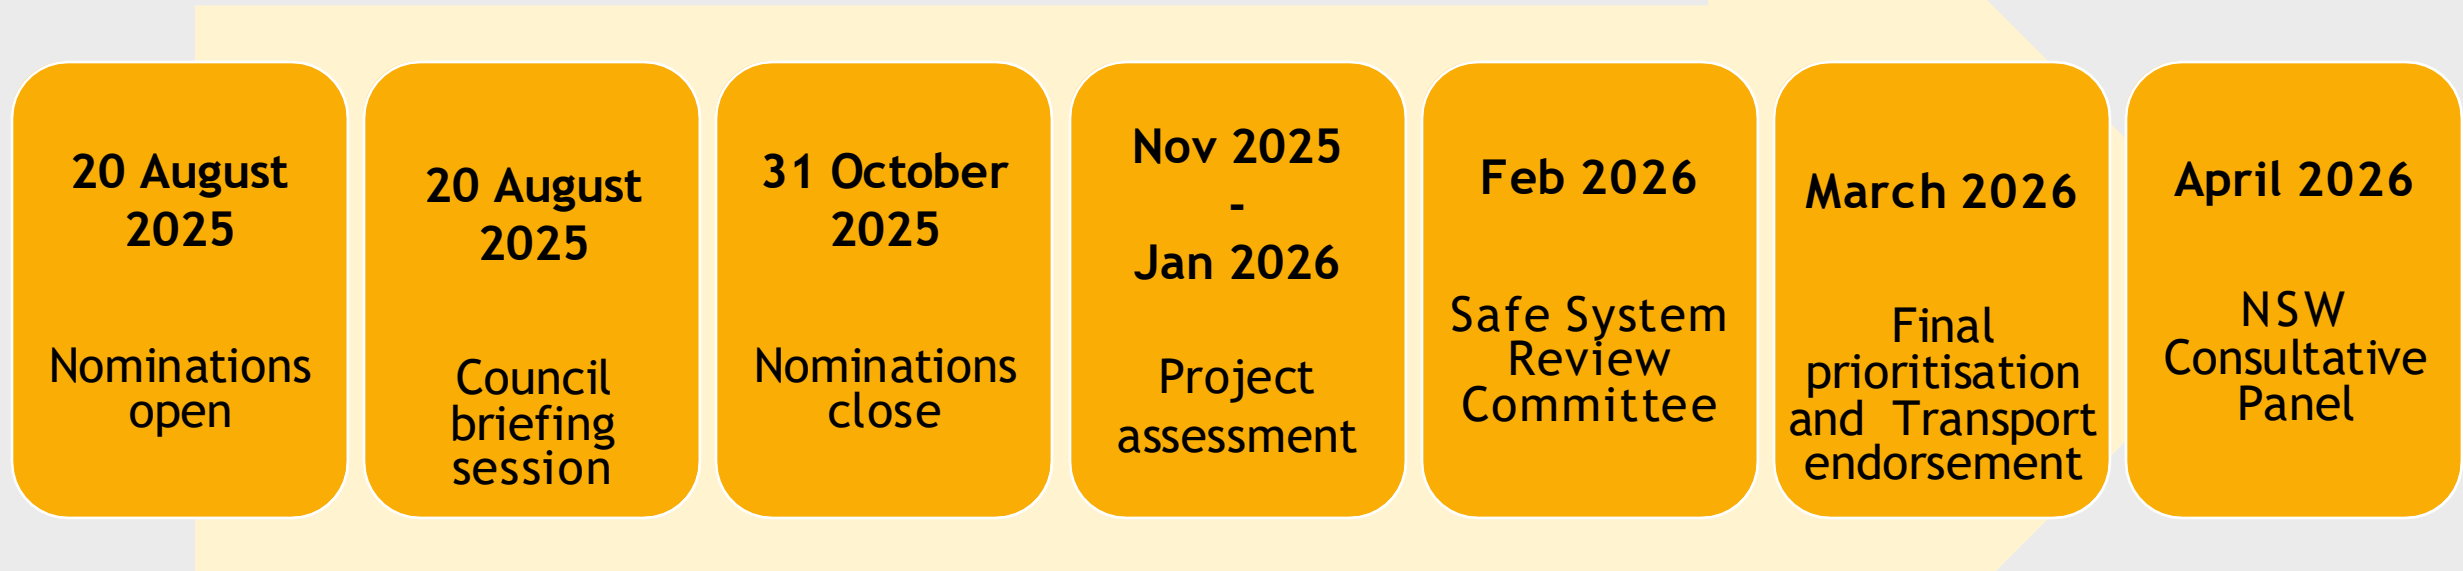 20 August
2025
Nominations
open
20 August
2025
Council
briefing
session
31 October
2025
Nominations
close
Nov 2025
-
Jan 2026
Project
assessment
Feb 2026
Safe System
Review
Committee
March 2026
Final
prioritisation
and Transport
endorsement
April 2026
NSW
Consultative
Panel